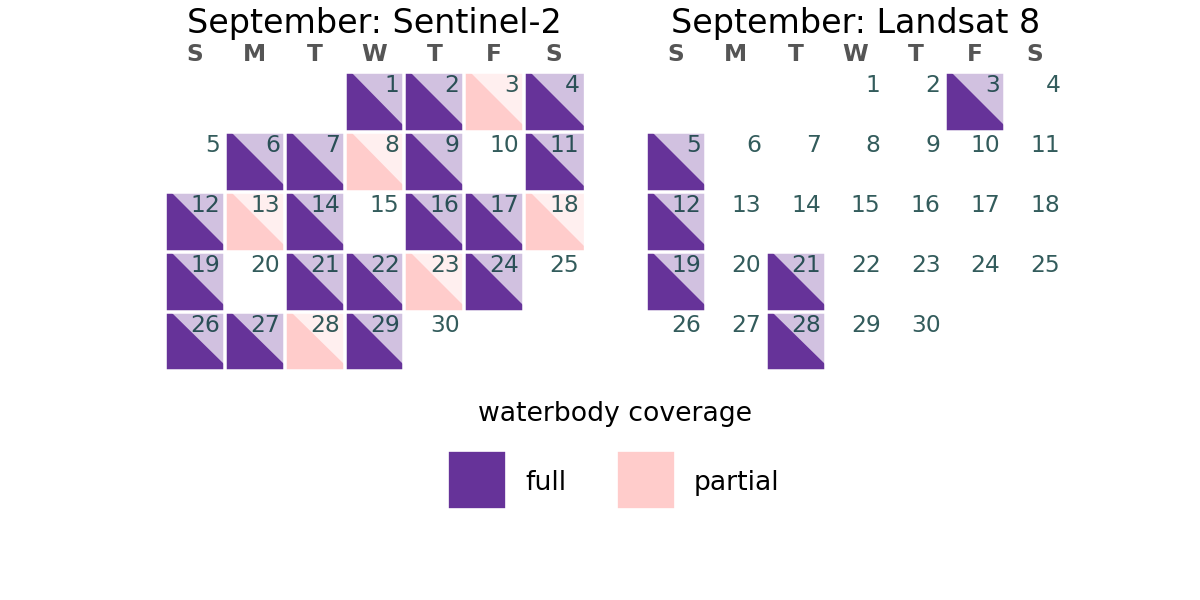 September: Sentinel-2
S M T W T F S
1 2 3 4
5 6 7 8 9 10 11
12 13 14 15 16 17 18
19 20 21 22 23 24 25
26 27 28 29 30
September: Landsat 8
S M T W T F S
1 2 3 4
5 6 7 8 9 10 11
12 13 14 15 16 17 18
19 20 21 22 23 24 25
26 27 28 29 30
waterbody coverage
full partial